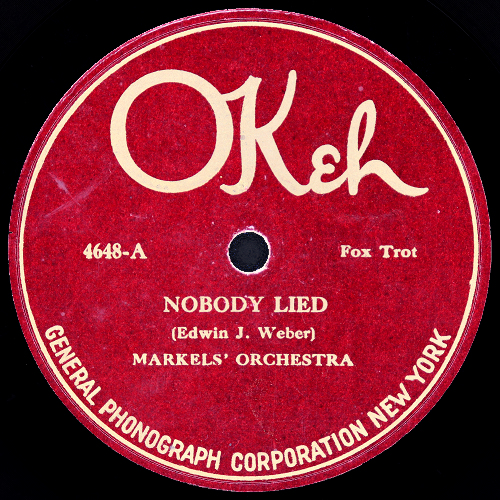 OKeh
4648-A
Fox Trot
NOBODY LIED
(Edwin J. Weber)
MARKELS' ORCHESTRA
GENERAL PHONOGRAPH CORPORATION NEW YORK